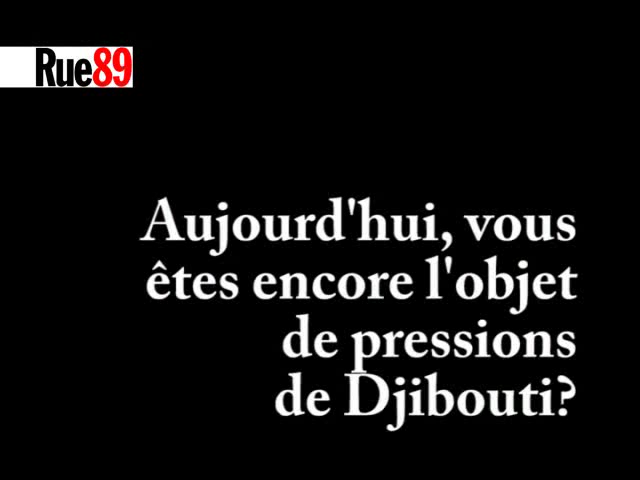 Rue89
Aujourd'hui, vous
êtes encore l'objet
de pressions
de Djibouti?